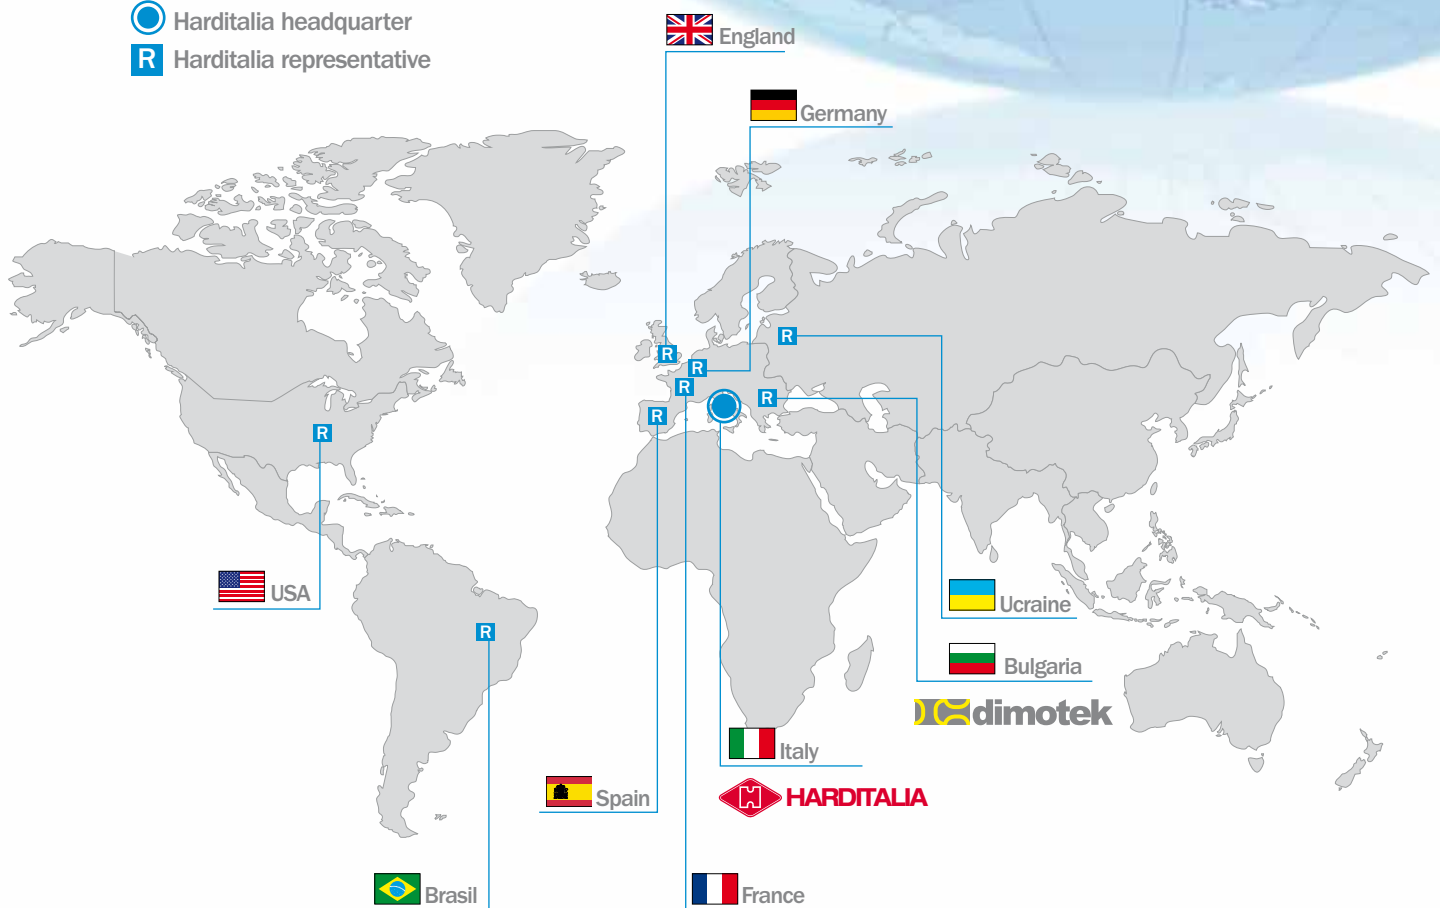 Harditalia headquarter
R Harditalia representative
England
Germany
R
R
R
R
R
R
R
R
USA
Ucraine
Bulgaria
dimotek
Italy
HARDITALIA
Spain
Brasil
France